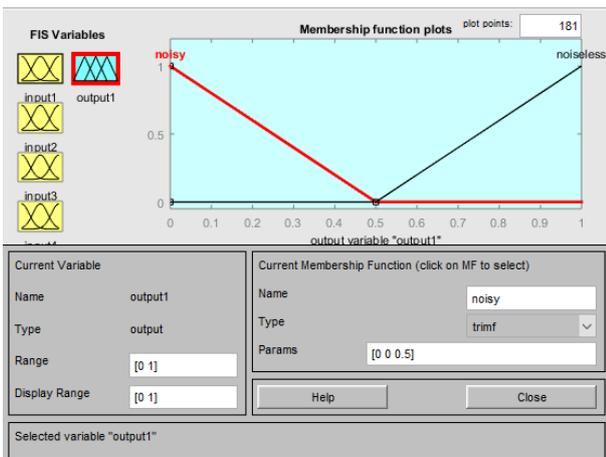 FIS Variables
Membership function plots
plot points:
181
noisy
noiseless
input1
output1
input2
input3
input4
1
0.5
0
0 0.1 0.2 0.3 0.4 0.5 0.6 0.7 0.8 0.9 1
output variable "output1"
Current Variable
Name output1
Type output
Range [0 1]
Display Range [0 1]
Current Membership Function (click on MF to select)
Name noisy
Type trimf
Params [0 0 0.5]
Help
Close
Selected variable "output1"